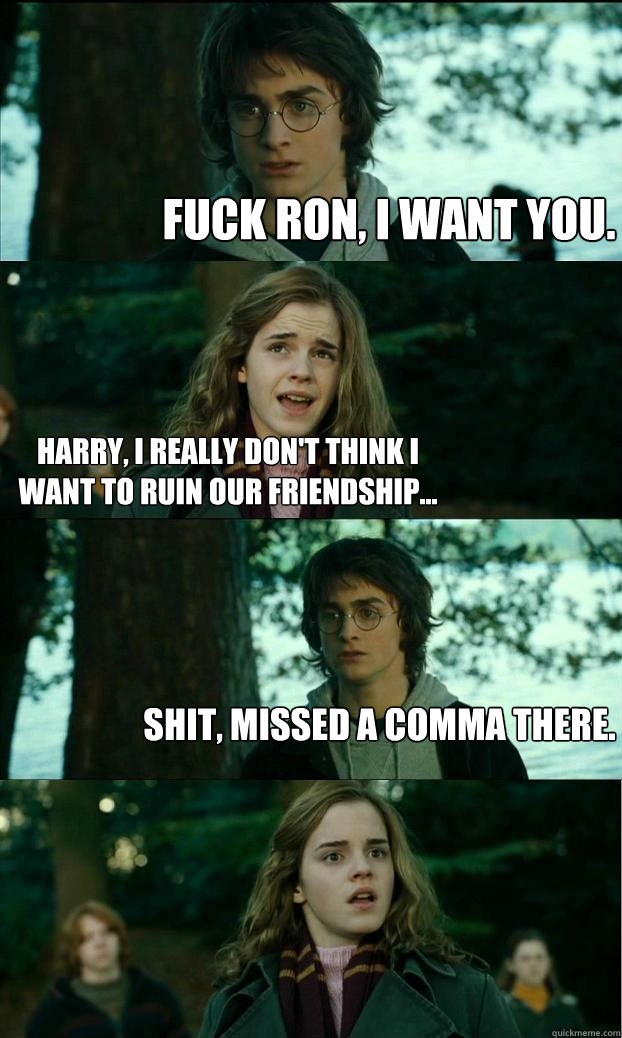 FUCK RON, I WANT YOU.
HARRY, I REALLY DON'T THINK I
WANT TO RUIN OUR FRIENDSHIP...
SHIT, MISSED A COMMA THERE.
quickmeme.com